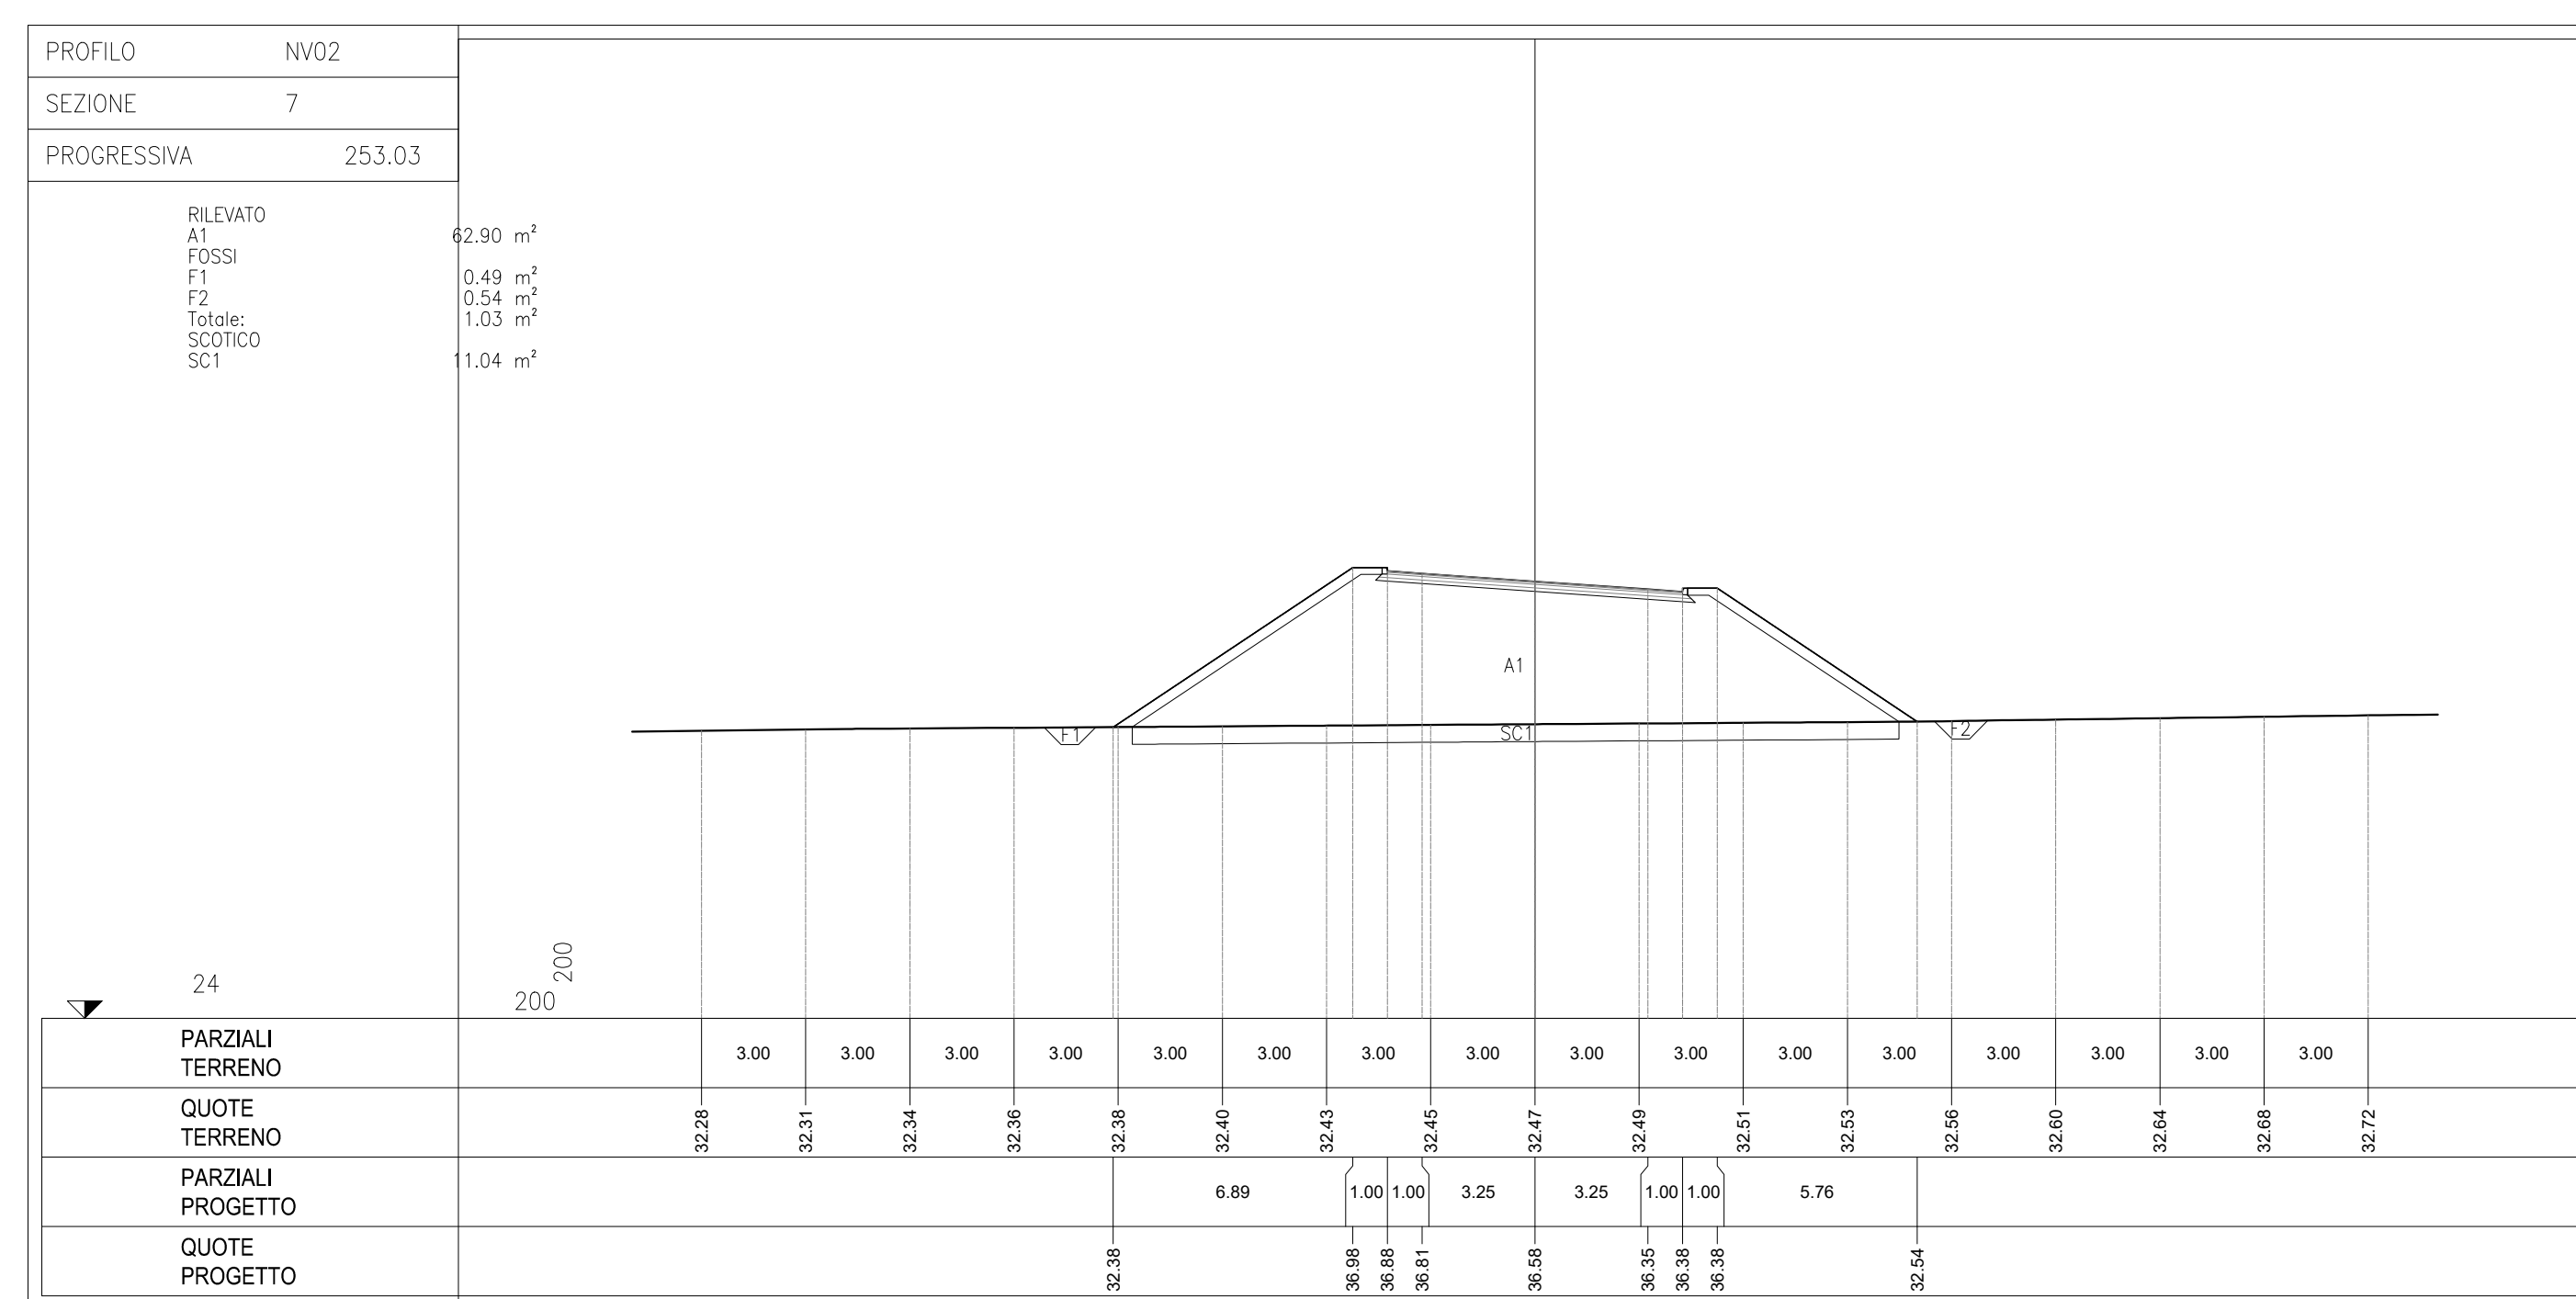 PROFILO NV02
SEZIONE 7
PROGRESSIVA 253.03
RILEVATO
A1 62.90 m²
FOSSI
F1 0.49 m²
F2 0.54 m²
Totale: 1.03 m²
SCOTICO
SC1 11.04 m²
A1
F1
SC1
F2
24
200
200
PARZIALI
TERRENO
3.00 3.00 3.00 3.00 3.00 3.00 3.00 3.00 3.00 3.00 3.00 3.00 3.00 3.00 3.00 3.00
QUOTE
TERRENO
32.28 32.31 32.34 32.36 32.38 32.40 32.43 32.45 32.47 32.49 32.51 32.53 32.56 32.60 32.64 32.68 32.72
PARZIALI
PROGETTO
6.89 1.00 1.00 3.25 3.25 1.00 1.00 5.76
QUOTE
PROGETTO
32.38 36.98 36.88 36.81 36.58 36.35 36.38 36.38 32.54